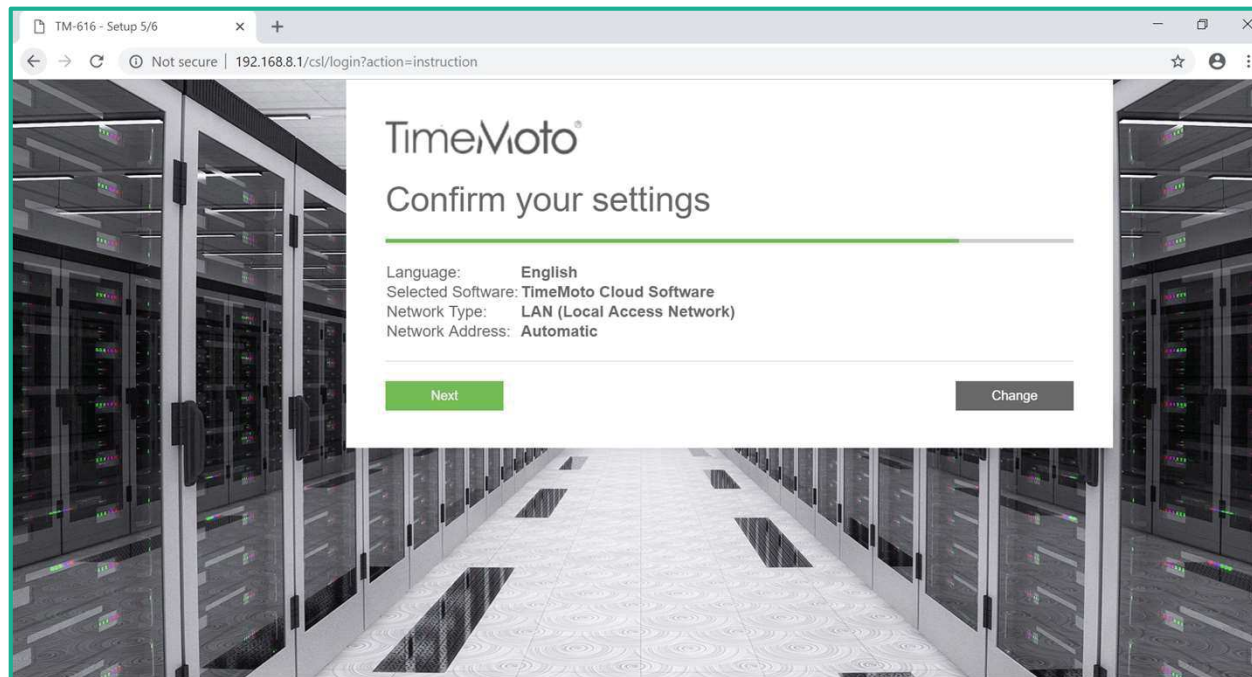 TM-616 - Setup 5/6
Not secure | 192.168.8.1/csl/login?action=instruction
TimeMoto®
Confirm your settings
Language: English
Selected Software: TimeMoto Cloud Software
Network Type: LAN (Local Access Network)
Network Address: Automatic
Next Change